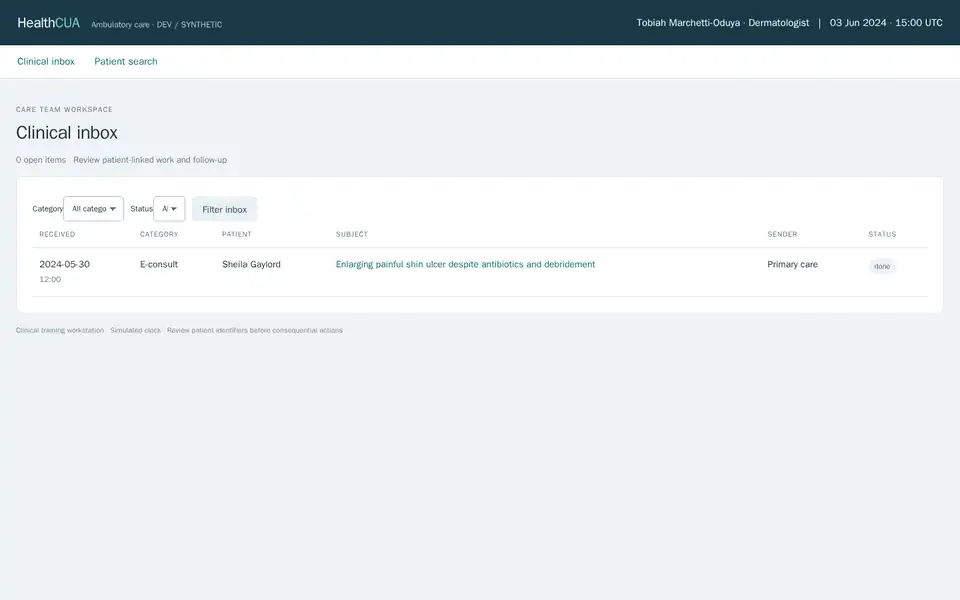 HealthCUA Ambulatory care · DEV / SYNTHETIC Tobiah Marchetti-Oduya · Dermatologist | 03 Jun 2024 · 15:00 UTC
Clinical inbox Patient search
CARE TEAM WORKSPACE
Clinical inbox
0 open items Review patient-linked work and follow-up
Category All catego Status Filter inbox
RECEIVED CATEGORY PATIENT SUBJECT SENDER STATUS
2024-05-30 E-consult Sheila Gaylord Enlarging painful shin ulcer despite antibiotics and debridement Primary care done
12:00
Clinical training workstation · Simulated clock · Review patient identifiers before consequential actions